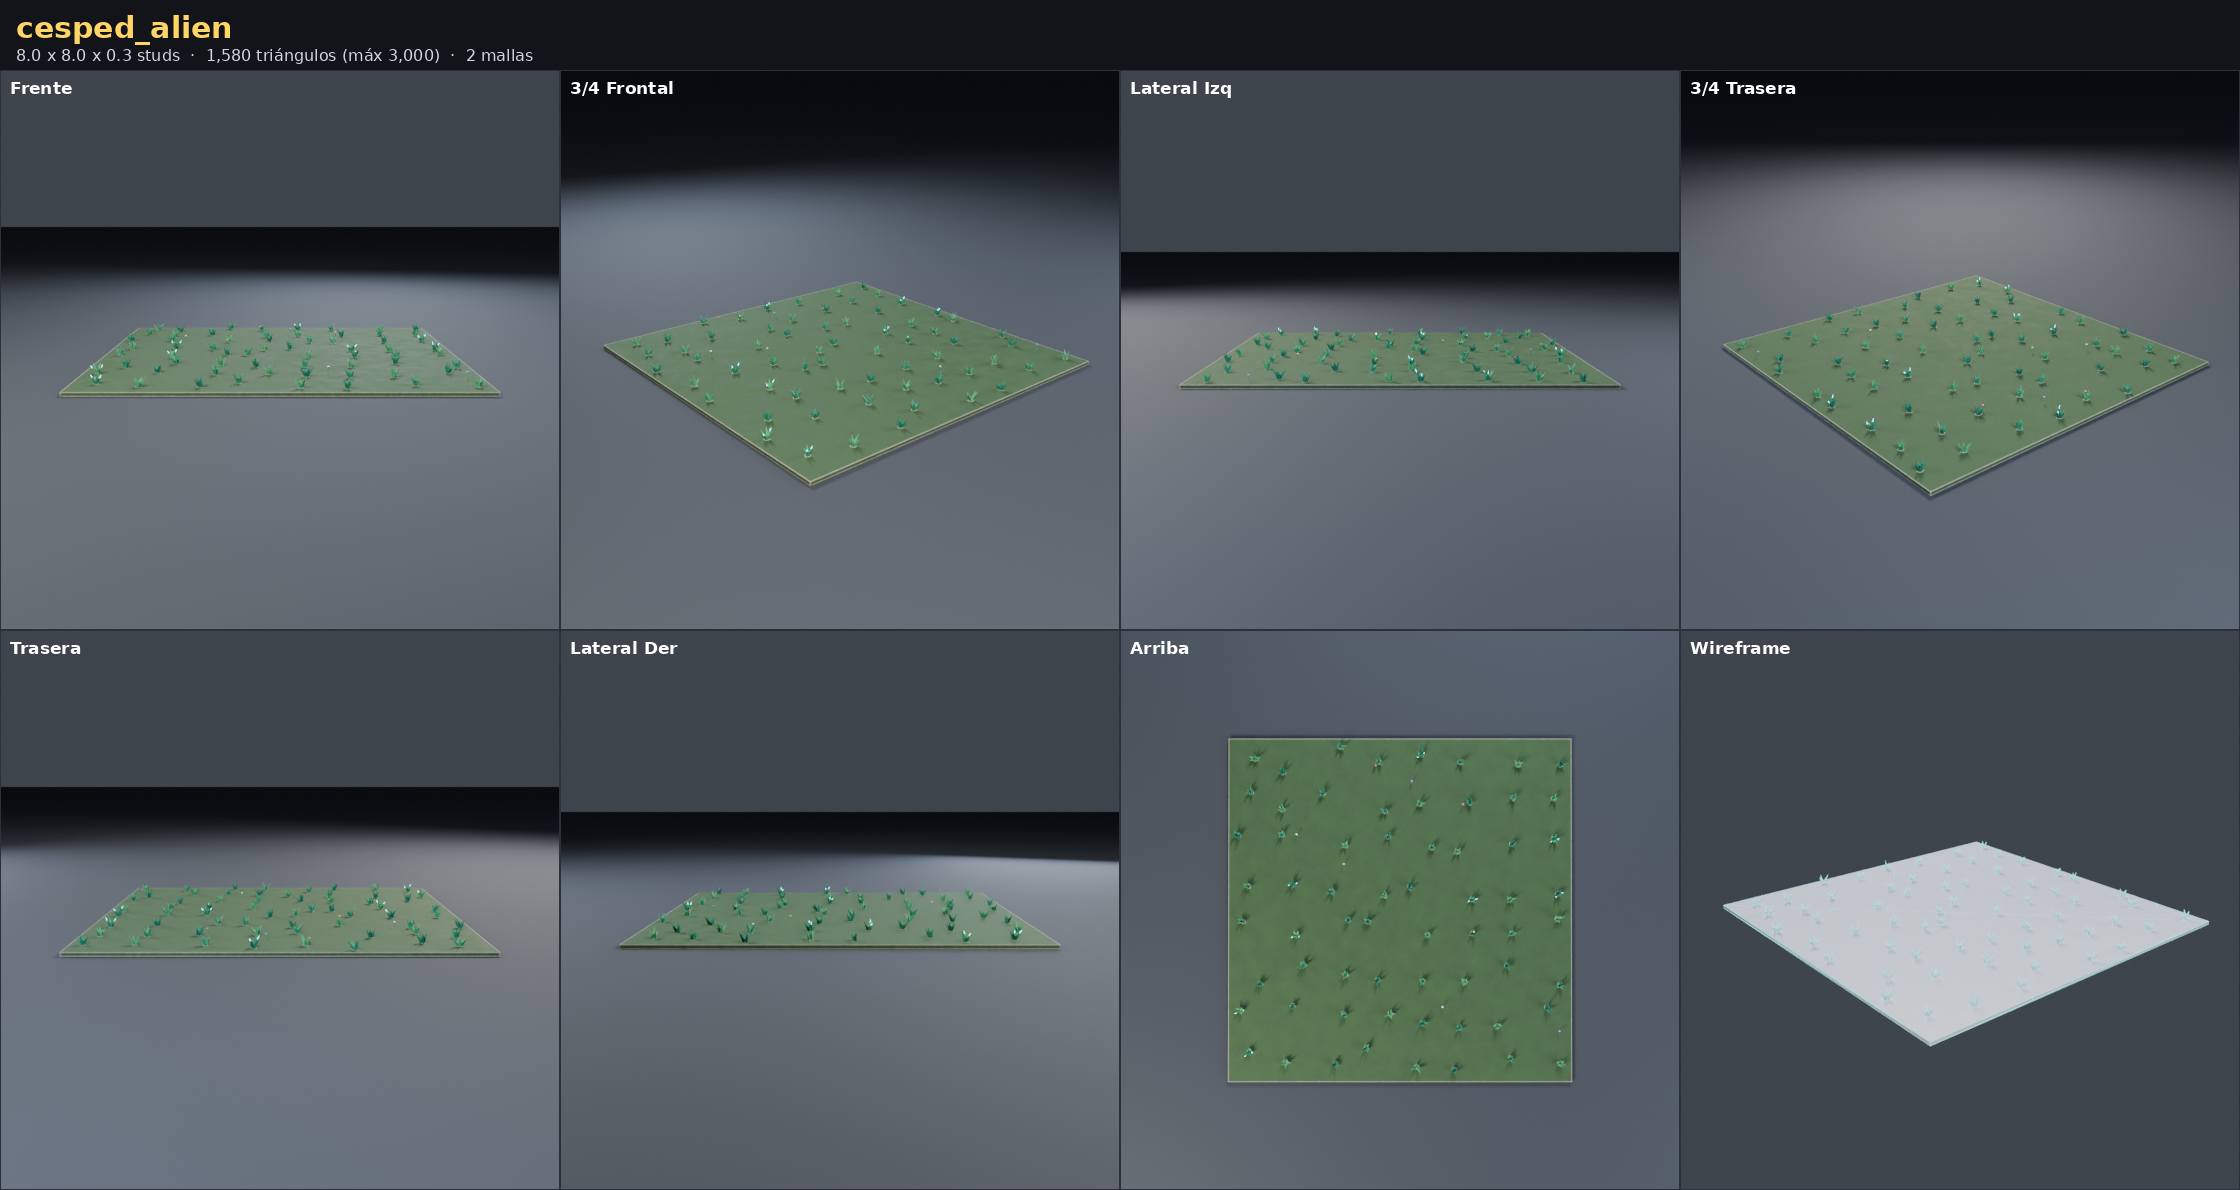 cesped_alien
8.0 x 8.0 x 0.3 studs · 1,580 triángulos (máx 3,000) · 2 mallas
Frente
3/4 Frontal
Lateral Izq
3/4 Trasera
Trasera
Lateral Der
Arriba
Wireframe